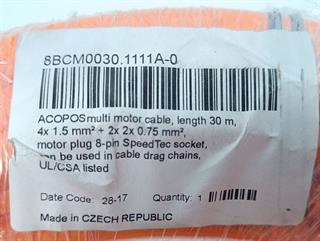 8BCM0030.1111A-0
ACOPOSmulti motor cable, length 30 m,
4x 1.5 mm² + 2x 2x 0.75 mm²,
motor plug 8-pin SpeedTec socket,
can be used in cable drag chains,
UL/CSA listed
Date Code: 28-17 Quantity: 1
Made in CZECH REPUBLIC